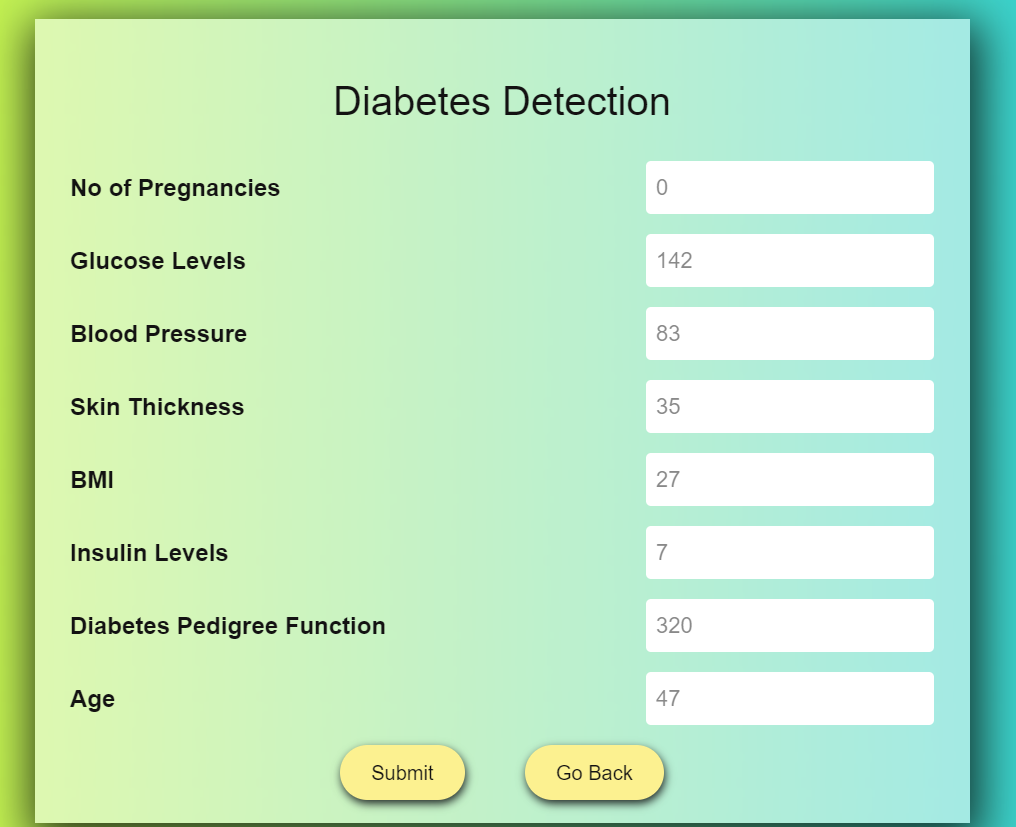 Diabetes Detection
No of Pregnancies 0
Glucose Levels 142
Blood Pressure 83
Skin Thickness 35
BMI 27
Insulin Levels 7
Diabetes Pedigree Function 320
Age 47
Submit Go Back